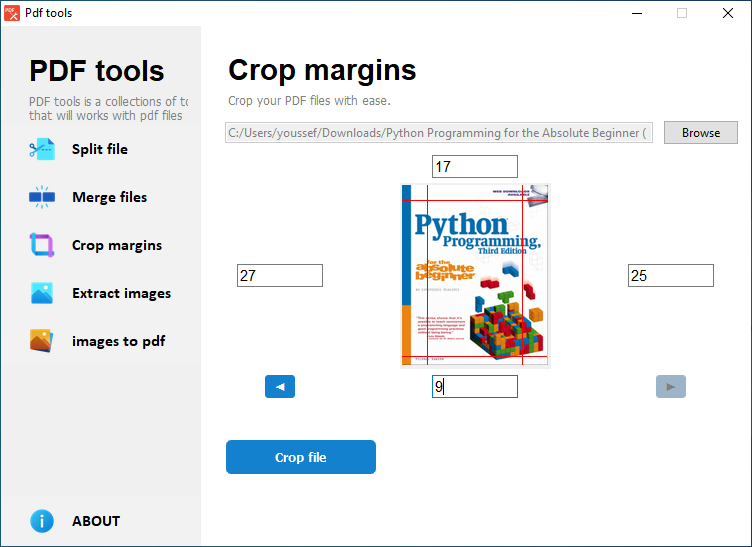 Pdf tools
PDF tools
PDF tools is a collections of to
that will works with pdf files
Split file
Merge files
Crop margins
Extract images
images to pdf
ABOUT
Crop margins
Crop your PDF files with ease.
C:/Users/youssef/Downloads/Python Programming for the Absolute Beginner (
Browse
17
27
25
Python
Programming,
Third Edition
for the
absolute
beginner
9
Crop file